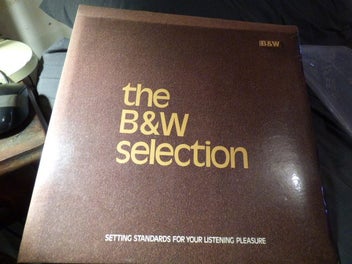 B&W
the
B&W
selection
SETTING STANDARDS FOR YOUR LISTENING PLEASURE